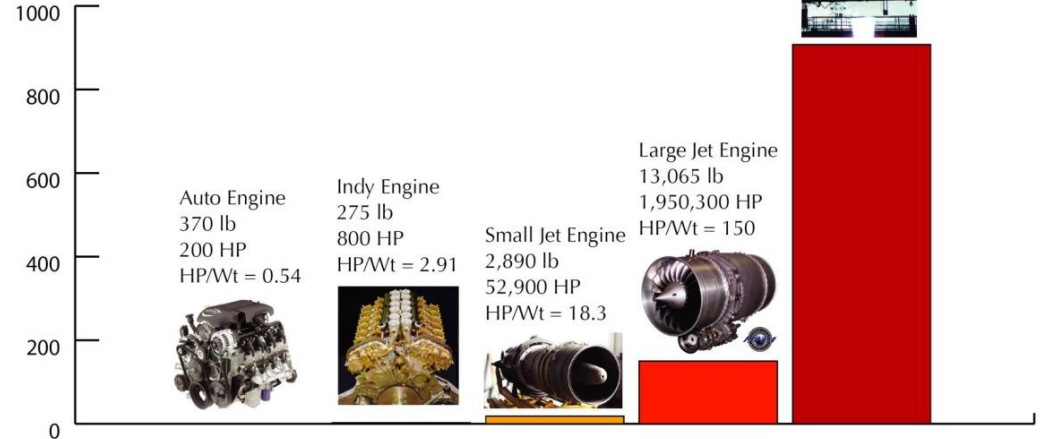 1000
800
600
400
200
0
Auto Engine
370 lb
200 HP
HP/Wt = 0.54
Indy Engine
275 lb
800 HP
HP/Wt = 2.91
Small Jet Engine
2,890 lb
52,900 HP
HP/Wt = 18.3
Large Jet Engine
13,065 lb
1,950,300 HP
HP/Wt = 150